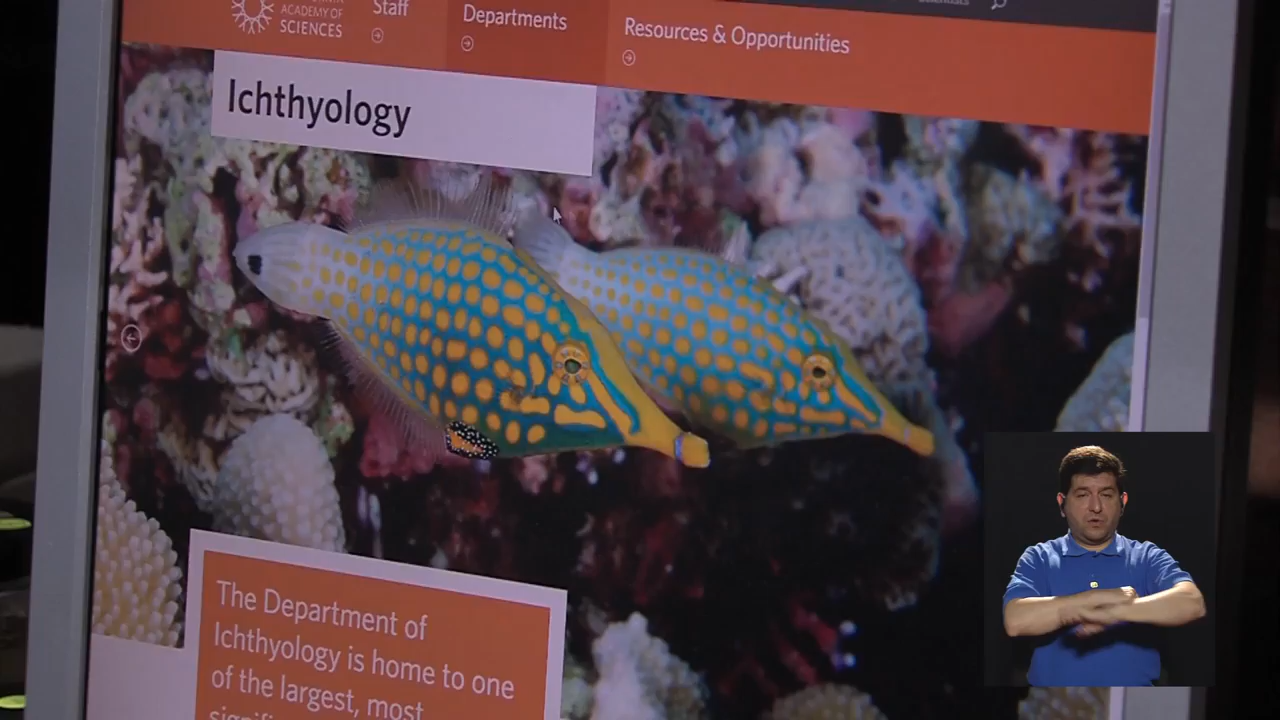 ACADEMY OF
SCIENCES
Staff
Departments
Resources & Opportunities
Ichthyology
The Department of
Ichthyology is home to one
of the largest, most